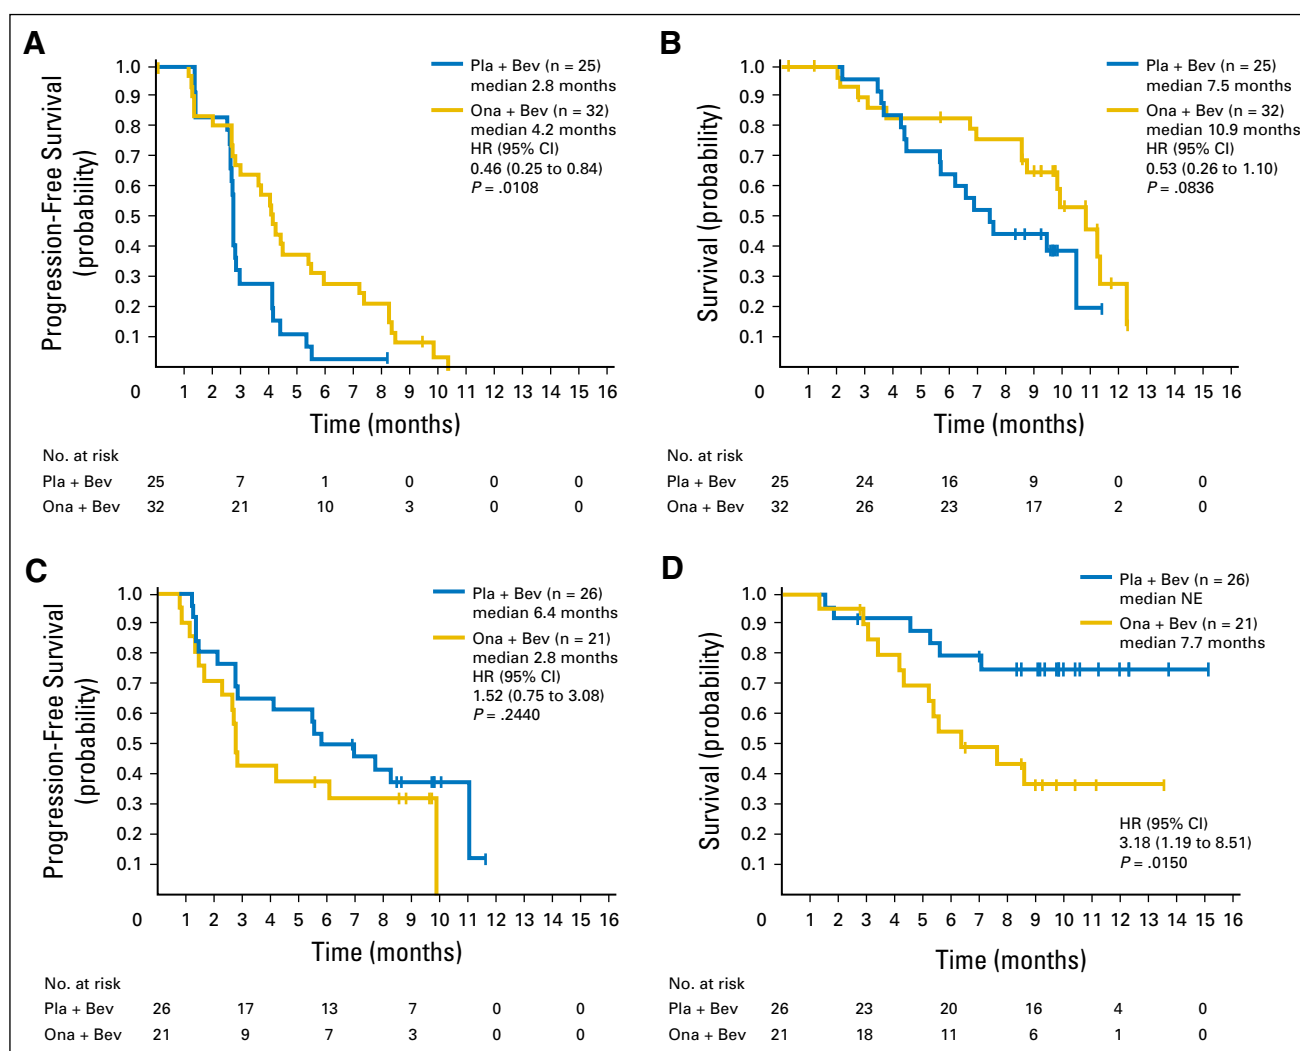 A
Progression-Free Survival
(probability)
1.0
0.9
0.8
0.7
0.6
0.5
0.4
0.3
0.2
0.1
0 1 2 3 4 5 6 7 8 9 10 11 12 13 14 15 16
Time (months)
Pla + Bev (n = 25)
median 2.8 months
Ona + Bev (n = 32)
median 4.2 months
HR (95% CI)
0.46 (0.25 to 0.84)
P = .0108
No. at risk
Pla + Bev 25 7 1 0 0 0
Ona + Bev 32 21 10 3 0 0
B
Survival (probability)
1.0
0.9
0.8
0.7
0.6
0.5
0.4
0.3
0.2
0.1
0 1 2 3 4 5 6 7 8 9 10 11 12 13 14 15 16
Time (months)
Pla + Bev (n = 25)
median 7.5 months
Ona + Bev (n = 32)
median 10.9 months
HR (95% CI)
0.53 (0.26 to 1.10)
P = .0836
No. at risk
Pla + Bev 25 24 16 9 0 0
Ona + Bev 32 26 23 17 2 0
C
Progression-Free Survival
(probability)
1.0
0.9
0.8
0.7
0.6
0.5
0.4
0.3
0.2
0.1
0 1 2 3 4 5 6 7 8 9 10 11 12 13 14 15 16
Time (months)
Pla + Bev (n = 26)
median 6.4 months
Ona + Bev (n = 21)
median 2.8 months
HR (95% CI)
1.52 (0.75 to 3.08)
P = .2440
No. at risk
Pla + Bev 26 17 13 7 0 0
Ona + Bev 21 9 7 3 0 0
D
Survival (probability)
1.0
0.9
0.8
0.7
0.6
0.5
0.4
0.3
0.2
0.1
0 1 2 3 4 5 6 7 8 9 10 11 12 13 14 15 16
Time (months)
Pla + Bev (n = 26)
median NE
Ona + Bev (n = 21)
median 7.7 months
HR (95% CI)
3.18 (1.19 to 8.51)
P = .0150
No. at risk
Pla + Bev 26 23 20 16 4 0
Ona + Bev 21 18 11 6 1 0